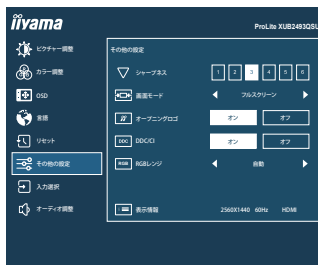 iiyama
ProLite XUB2493QSU
ピクチャー調整
カラー調整
OSD
言語
リセット
その他の設定
入力選択
オーディオ調整
その他の設定
シャープネス 1 2 3 4 5 6
画面モード フルスクリーン
オープニングロゴ オン オフ
DDC DDC/CI オン オフ
RGB RGBレンジ 自動
表示情報 2560X1440 60Hz HDMI